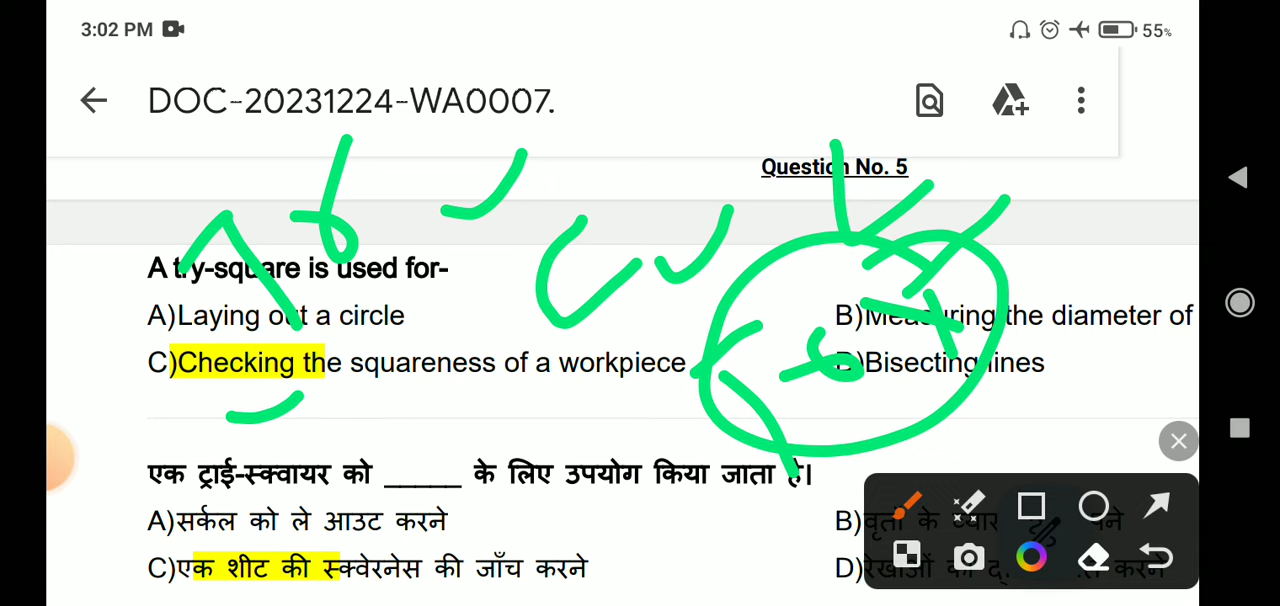 3:02 PM 55%
DOC-20231224-WA0007.
Question No. 5
A try-square is used for-
A)Laying out a circle B)Measuring the diameter of
C)Checking the squareness of a workpiece D)Bisecting lines
एक ट्राई-स्क्वायर को _____ के लिए उपयोग किया जाता है।
A)सर्कल को ले आउट करने B)वृतों के
C)एक शीट की स्क्वेरनेस की जाँच करने D)रेखाओं को करने